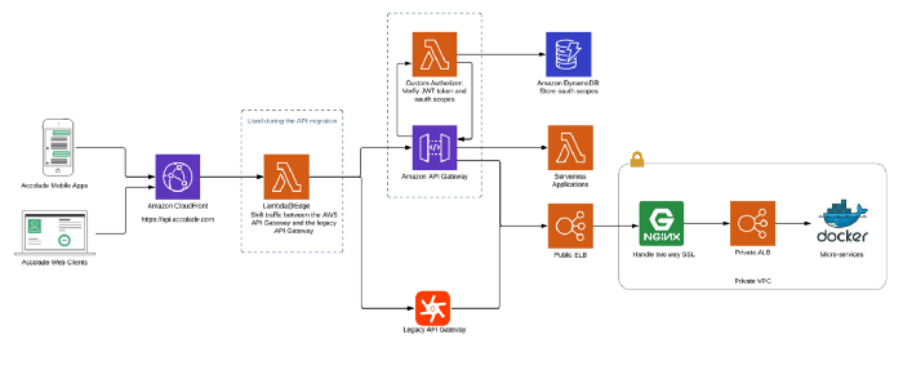 Custom Authorizer:
Verfiy JWT token and
oauth scopes
Amazon DynamoDB
Store oauth scopes
Used during the API migration
Accolade Mobile Apps
Amazon CloudFront
https://api.accolade.com
Lambda@Edge
Shift traffic between the AWS
API Gateway and the legacy
API Gateway
Amazon API Gateway
Serverless
Applications
Accolade Web Clients
Public ELB
NGINX
Handle two way SSL
Private ALB
docker
Micro-services
Private VPC
Legacy API Gateway